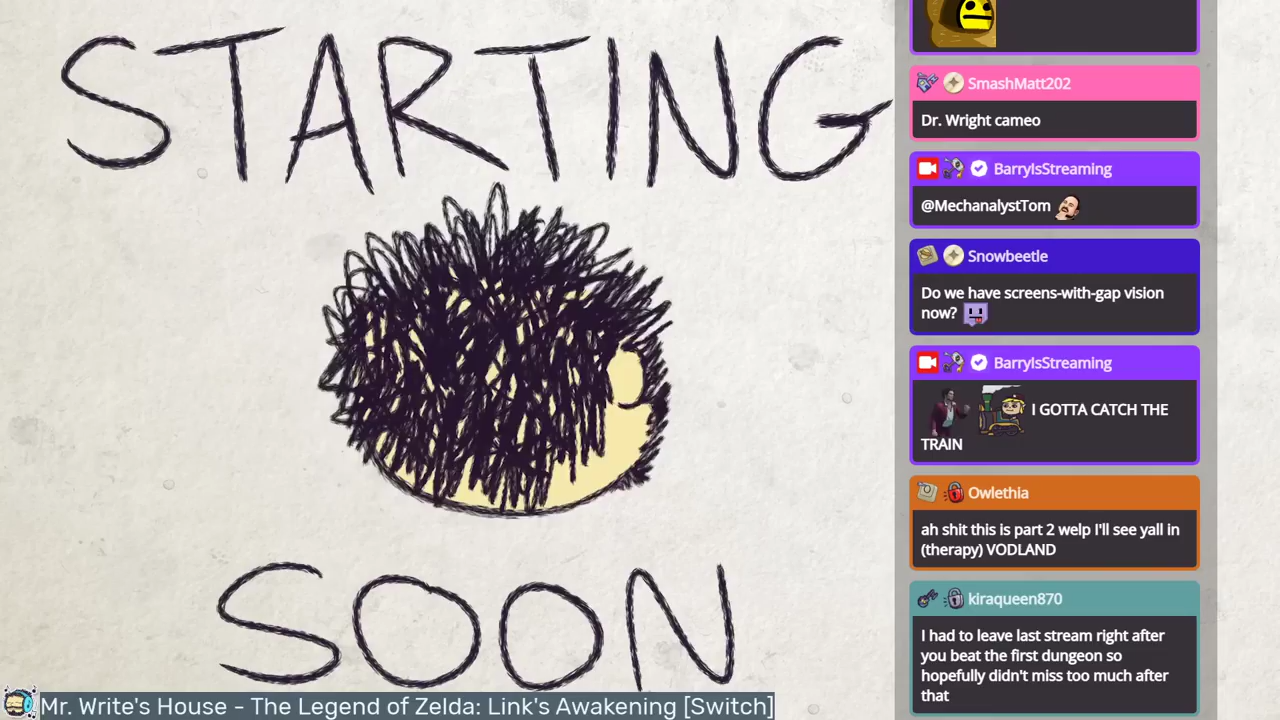 STARTING
SOON
Mr. Write's House - The Legend of Zelda: Link's Awakening [Switch]
SmashMatt202
Dr. Wright cameo
BarryIsStreaming
@MechanalystTom
Snowbeetle
Do we have screens-with-gap vision
now?
BarryIsStreaming
I GOTTA CATCH THE
TRAIN
Owlethia
ah shit this is part 2 welp I'll see yall in
(therapy) VODLAND
kiraqueen870
I had to leave last stream right after
you beat the first dungeon so
hopefully didn't miss too much after
that